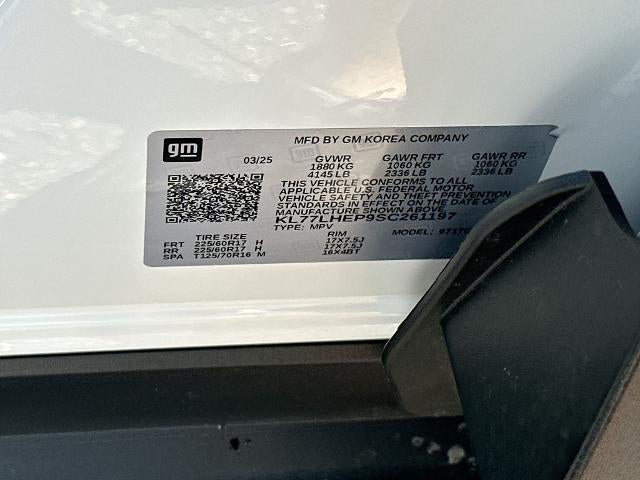 gm
MFD BY GM KOREA COMPANY
03/25 GVWR GAWR FRT GAWR RR
1880 KG 1060 KG 1060 KG
4145 LB 2336 LB 2336 LB
THIS VEHICLE CONFORMS TO ALL
APPLICABLE U.S. FEDERAL MOTOR
VEHICLE SAFETY AND THEFT PREVENTION
STANDARDS IN EFFECT ON THE DATE OF
MANUFACTURE SHOWN ABOVE.
KL77LHEP9SC261197
TYPE: MPV MODEL:
TIRE SIZE RIM
FRT 225/60R17 H 17X7.5J
RR 225/60R17 H 17X7.5J
SPA T125/70R16 M 16X4BT